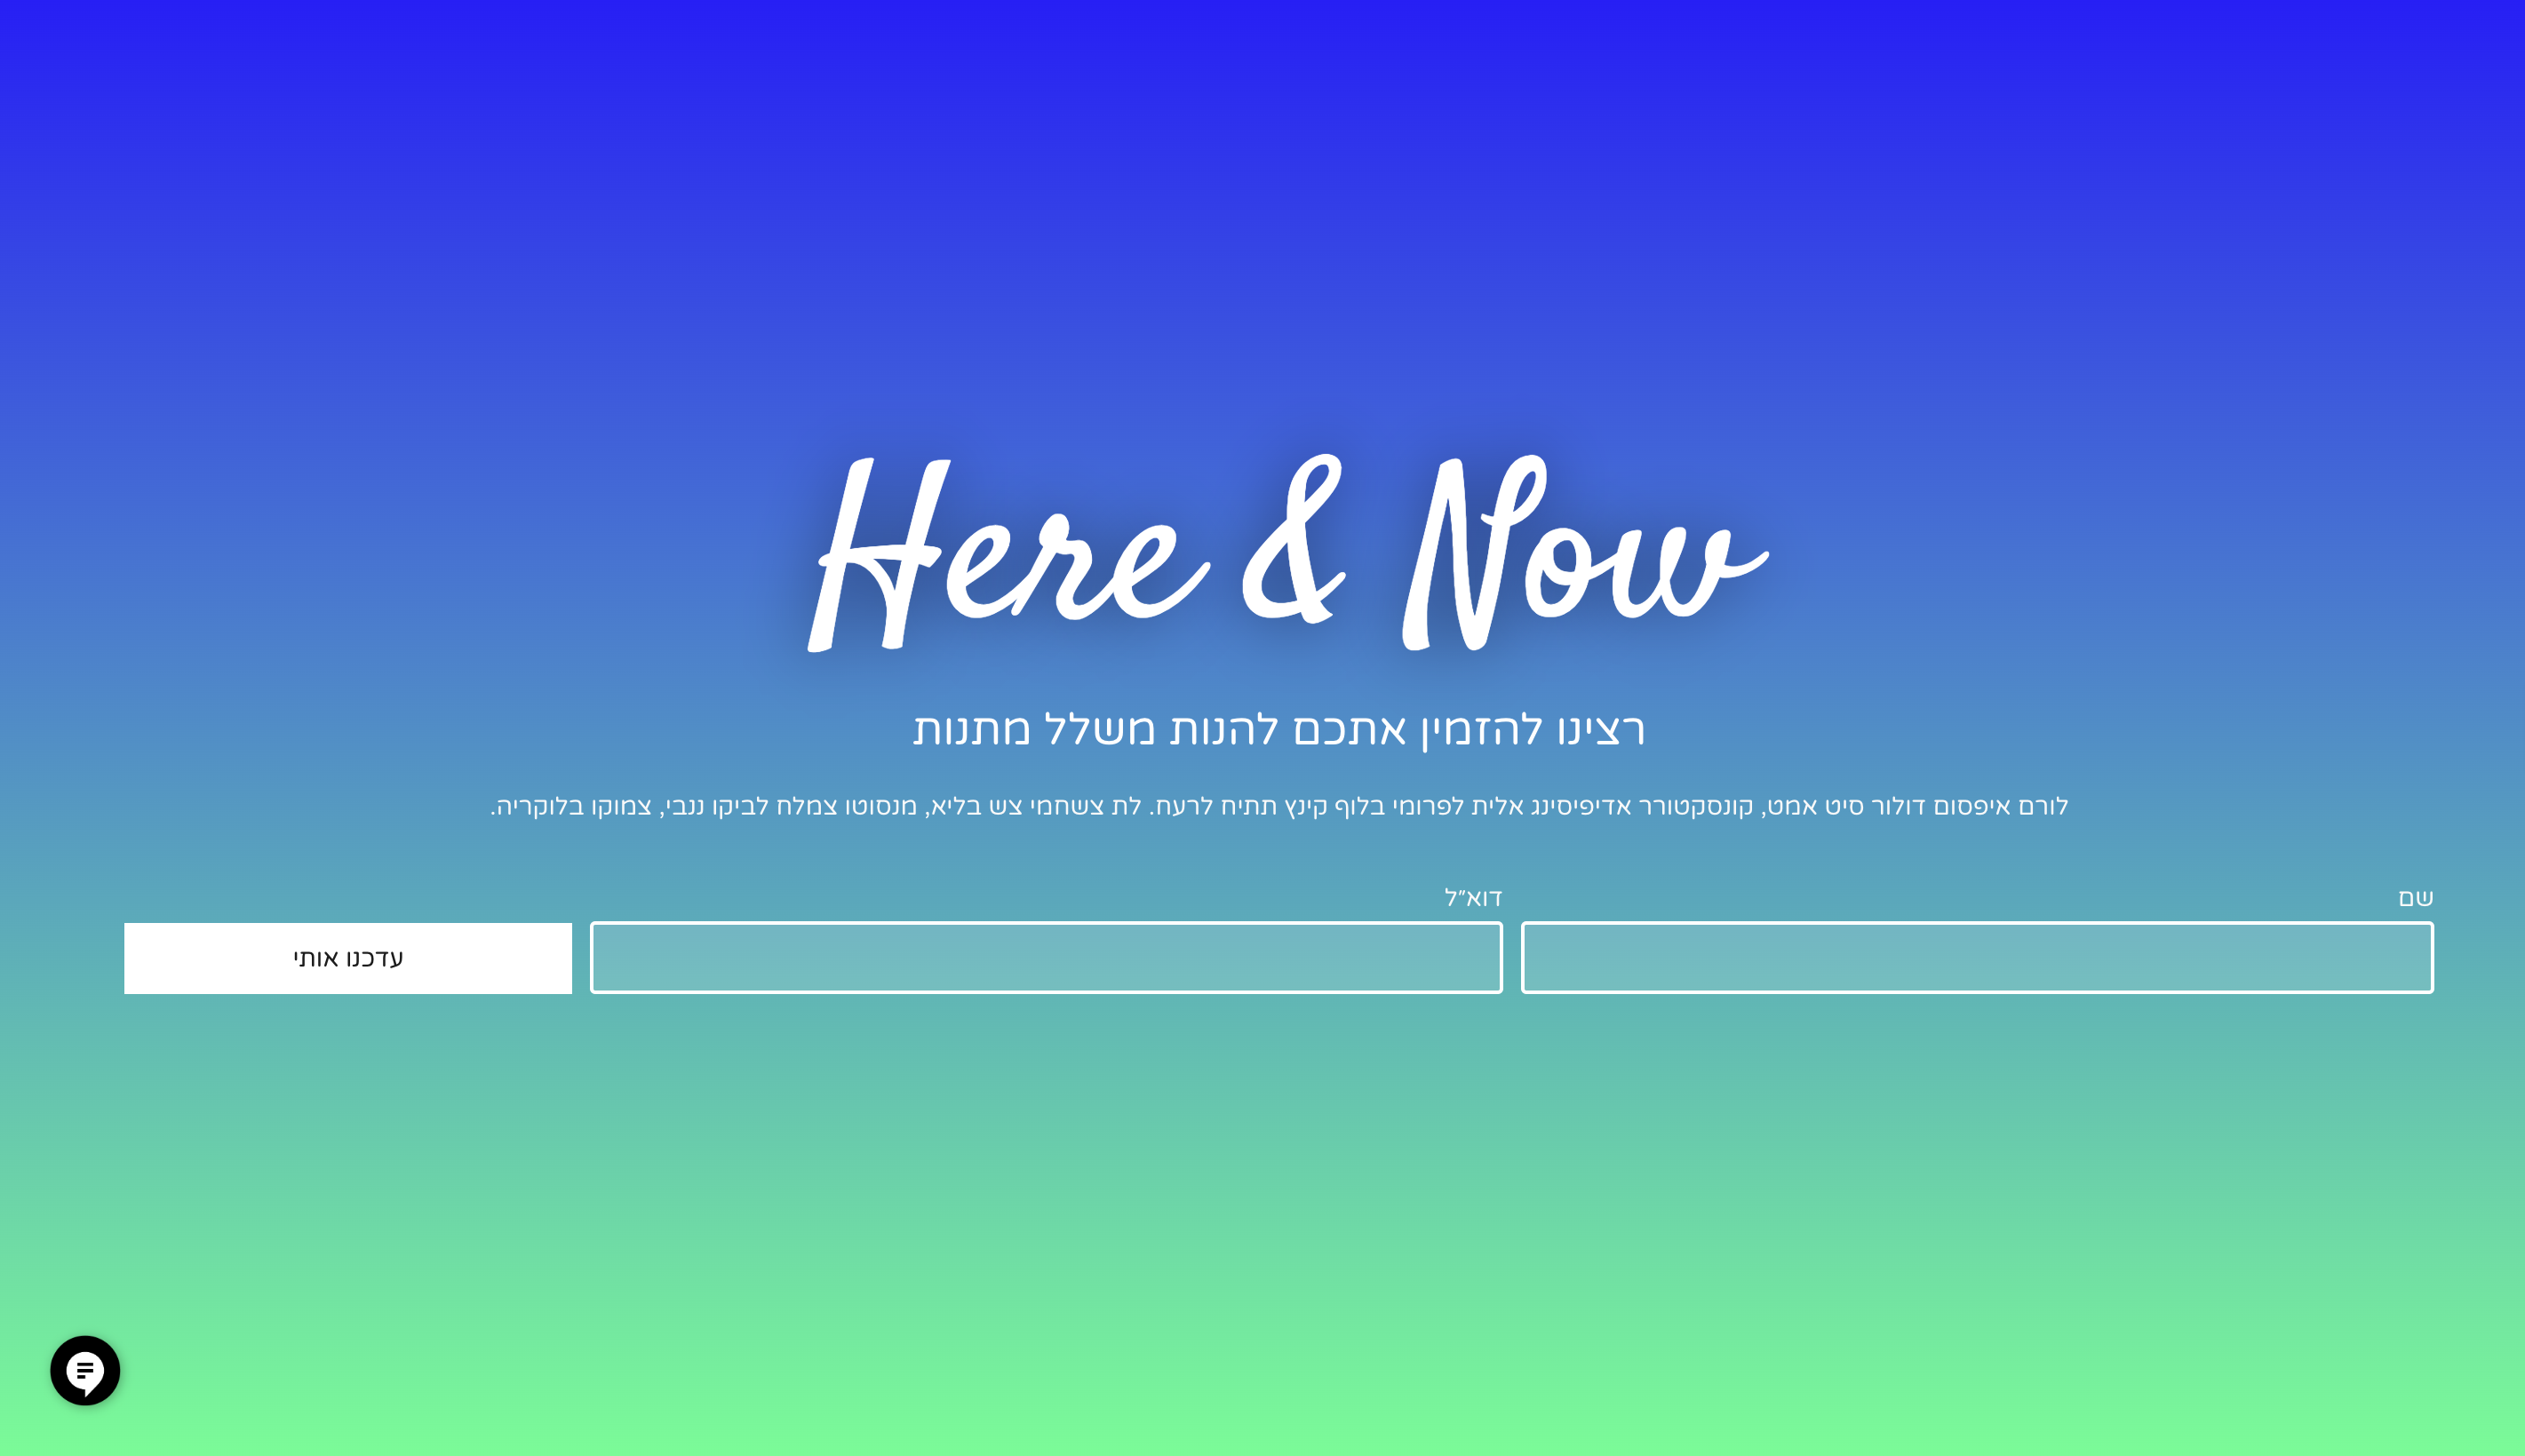 Here & Now
רצינו להזמין אתכם להנות משלל מתנות
לורם איפסום דולור סיט אמט, קונסקטורר אדיפיסינג אלית לפרומי בלוף קינץ תתיח לרעח. לת צשחמי צש בליא, מנסוטו צמלח לביקו ננבי, צמוקו בלוקריה.
שם
דוא״ל
עדכנו אותי